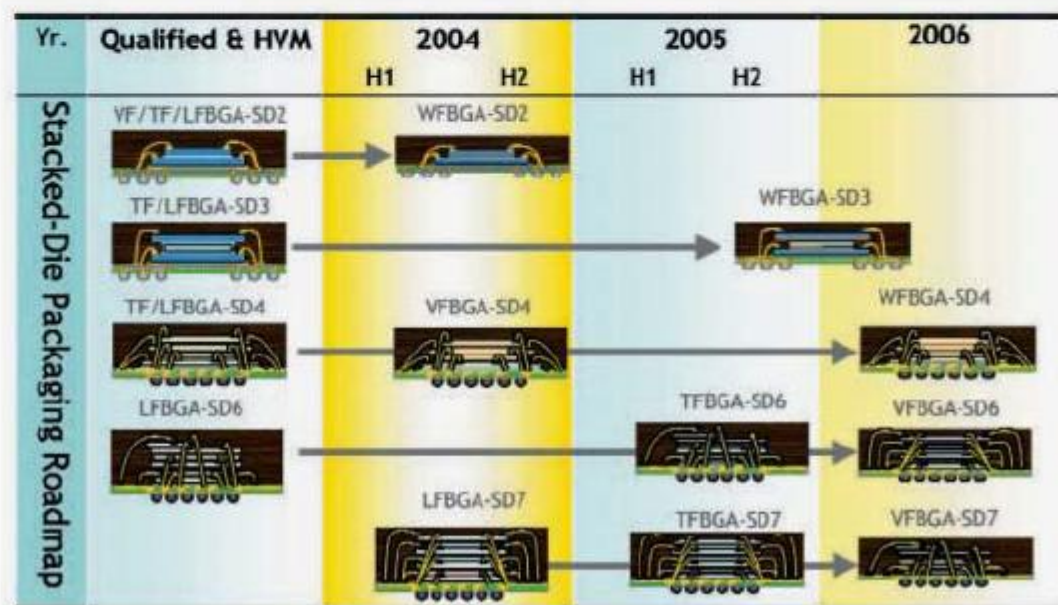 Yr. Qualified & HVM 2004 2005 2006
H1 H2 H1 H2
Stacked-Die Packaging Roadmap
VF/TF/LFBGA-SD2 WFBGA-SD2
TF/LFBGA-SD3 WFBGA-SD3
TF/LFBGA-SD4 VFBGA-SD4 WFBGA-SD4
LFBGA-SD6 TFBGA-SD6 VFBGA-SD6
LFBGA-SD7 TFBGA-SD7 VFBGA-SD7